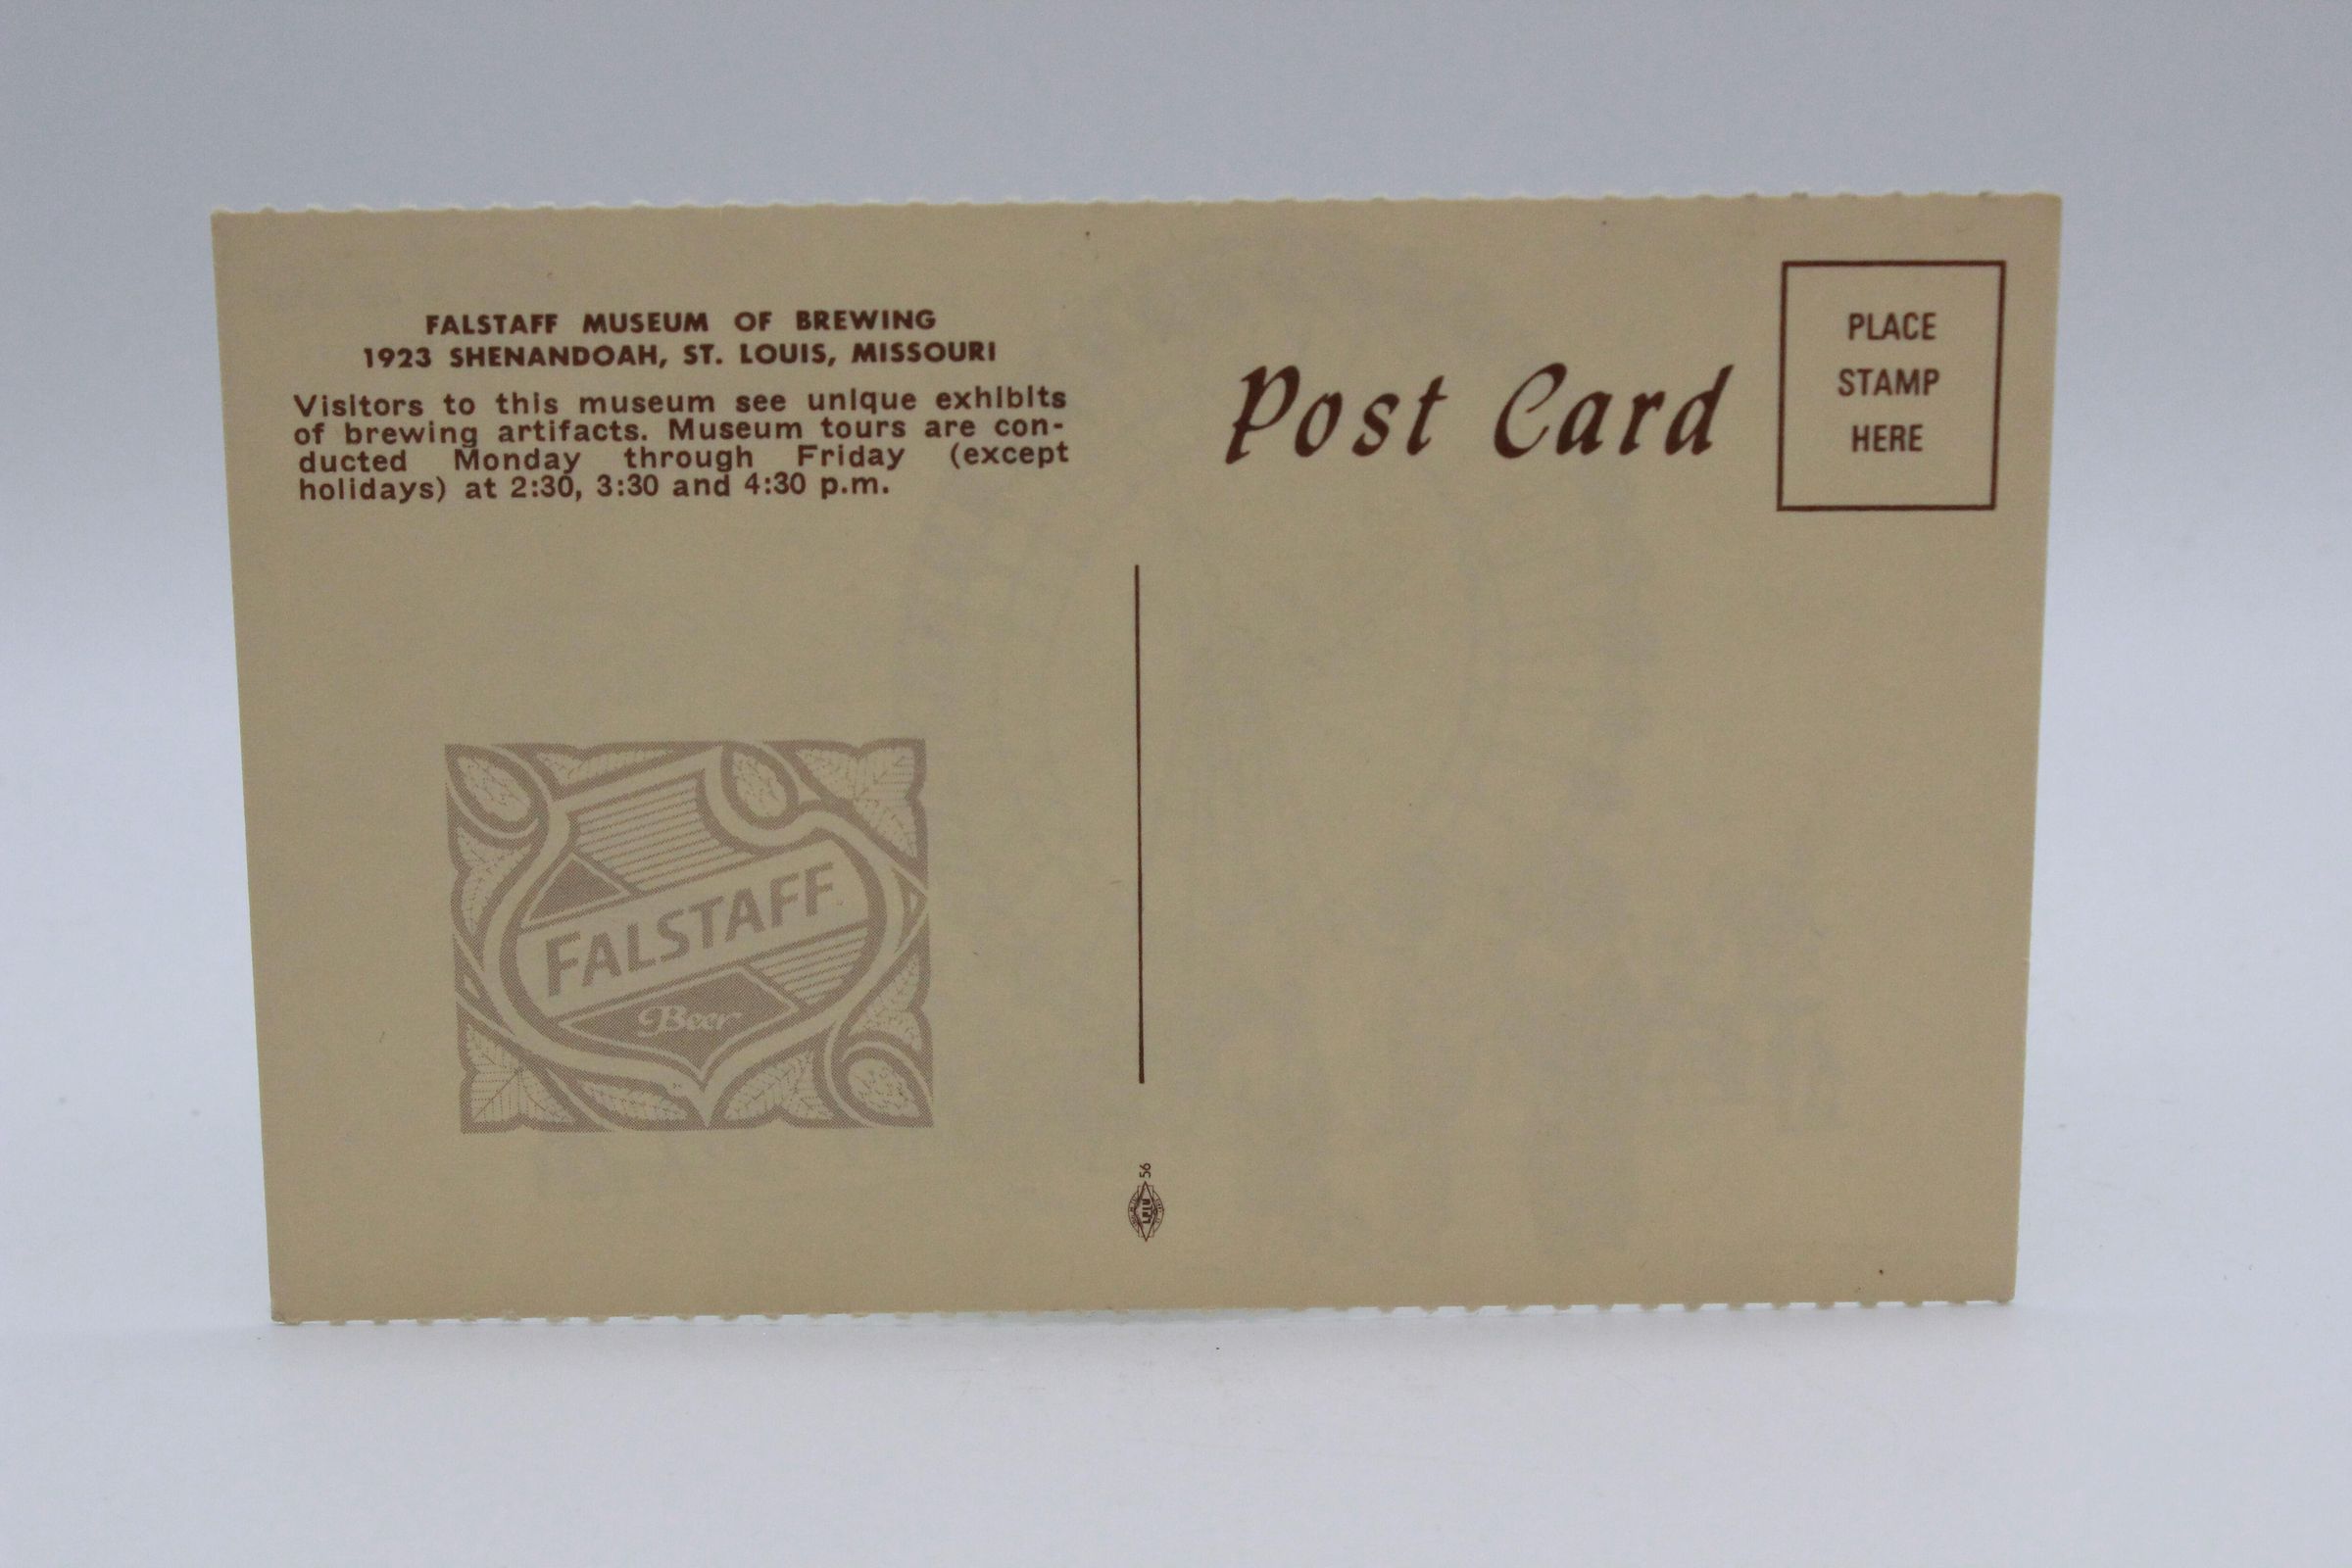 FALSTAFF MUSEUM OF BREWING
1923 SHENANDOAH, ST. LOUIS, MISSOURI
Visitors to this museum see unique exhibits
of brewing artifacts. Museum tours are con-
ducted Monday through Friday (except
holidays) at 2:30, 3:30 and 4:30 p.m.
Post Card
PLACE
STAMP
HERE
FALSTAFF
Beer
56